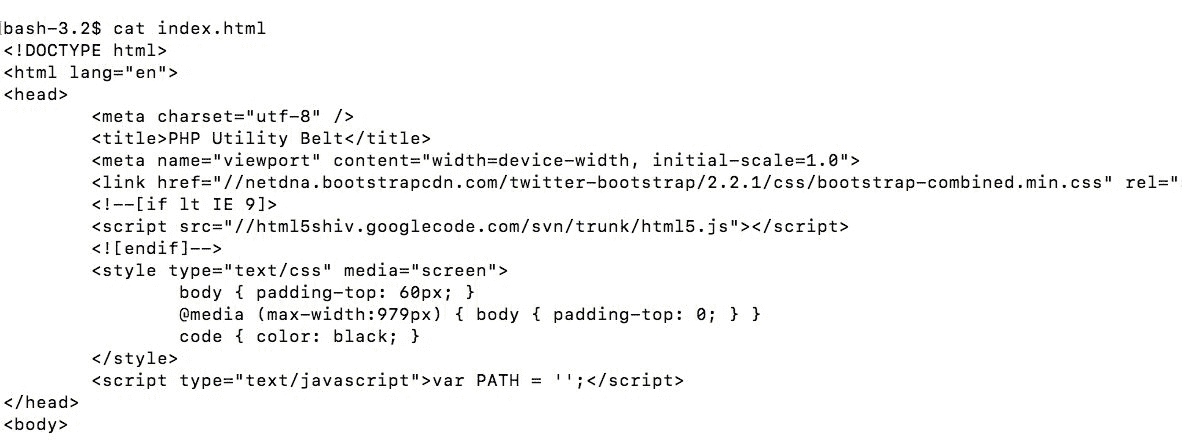 bash-3.2$ cat index.html
<!DOCTYPE html>
<html lang="en">
<head>
        <meta charset="utf-8" />
        <title>PHP Utility Belt</title>
        <meta name="viewport" content="width=device-width, initial-scale=1.0">
        <link href="//netdna.bootstrapcdn.com/twitter-bootstrap/2.2.1/css/bootstrap-combined.min.css" rel="
        <!--[if lt IE 9]>
        <script src="//html5shiv.googlecode.com/svn/trunk/html5.js"></script>
        <![endif]-->
        <style type="text/css" media="screen">
                body { padding-top: 60px; }
                @media (max-width:979px) { body { padding-top: 0; } }
                code { color: black; }
        </style>
        <script type="text/javascript">var PATH = '';</script>
</head>
<body>